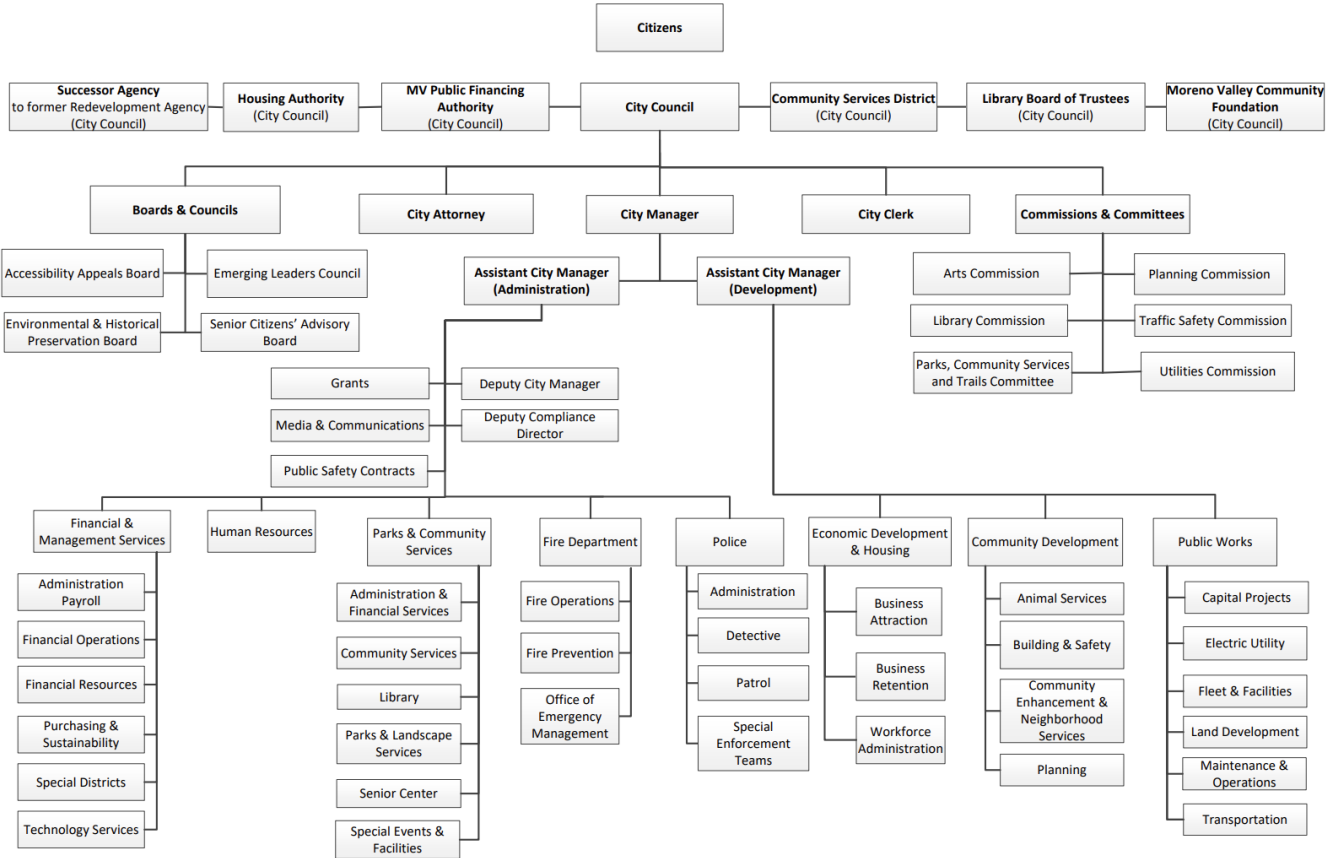 Citizens
Successor Agency
to former Redevelopment Agency
(City Council)
Housing Authority
(City Council)
MV Public Financing
Authority
(City Council)
City Council
Community Services District
(City Council)
Library Board of Trustees
(City Council)
Moreno Valley Community
Foundation
(City Council)
Boards & Councils
City Attorney
City Manager
City Clerk
Commissions & Committees
Accessibility Appeals Board
Emerging Leaders Council
Environmental & Historical
Preservation Board
Senior Citizens’ Advisory
Board
Assistant City Manager
(Administration)
Assistant City Manager
(Development)
Arts Commission
Planning Commission
Library Commission
Traffic Safety Commission
Parks, Community Services
and Trails Committee
Utilities Commission
Grants
Deputy City Manager
Media & Communications
Deputy Compliance
Director
Public Safety Contracts
Financial &
Management Services
Human Resources
Parks & Community
Services
Fire Department
Police
Economic Development
& Housing
Community Development
Public Works
Administration
Payroll
Financial Operations
Financial Resources
Purchasing &
Sustainability
Special Districts
Technology Services
Administration &
Financial Services
Community Services
Library
Parks & Landscape
Services
Senior Center
Special Events &
Facilities
Fire Operations
Fire Prevention
Office of
Emergency
Management
Administration
Detective
Patrol
Special
Enforcement
Teams
Business
Attraction
Business
Retention
Workforce
Administration
Animal Services
Building & Safety
Community
Enhancement &
Neighborhood
Services
Planning
Capital Projects
Electric Utility
Fleet & Facilities
Land Development
Maintenance &
Operations
Transportation